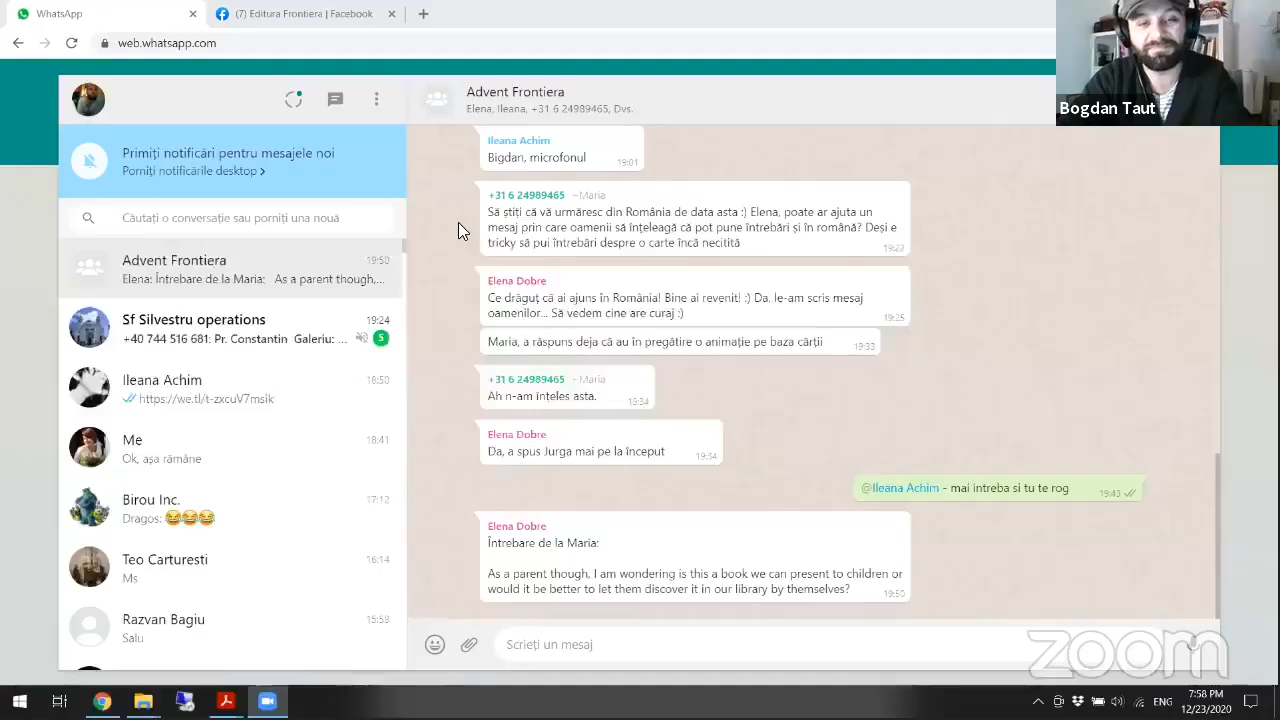 WhatsApp
(7) Editura Frontiera | Facebook
web.whatsapp.com
Bogdan Taut
Primiți notificări pentru mesajele noi
Porniți notificările desktop >
Căutați o conversație sau porniți una nouă
Advent Frontiera 19:50
Elena: Întrebare de la Maria: As a parent though,...
Sf Silvestru operations 19:24
+40 744 516 681: Pr. Constantin Galeriu: ... 5
Ileana Achim 18:50
https://we.tl/t-zxcuV7msik
Me 18:41
Ok, așa rămâne
Birou Inc. 17:12
Dragos: 😂😂😂
Teo Carturesti 16:14
Ms
Razvan Bagiu 15:58
Salu
Advent Frontiera
Elena, Ileana, +31 6 24989465, Dvs.
Ileana Achim
Bigdan, microfonul 19:01
+31 6 24989465 ~Maria
Să știți că vă urmăresc din România de data asta :) Elena, poate ar ajuta un
mesaj prin care oamenii să înțeleagă că pot pune întrebări și în română? Deși e
tricky să pui întrebări despre o carte încă necitită 19:22
Elena Dobre
Ce drăguț că ai ajuns în România! Bine ai revenit! :) Da, le-am scris mesaj
oamenilor... Să vedem cine are curaj :) 19:25
Maria, a răspuns deja că au în pregătire o animație pe baza cărții 19:33
+31 6 24989465 ~Maria
Ah n-am înțeles asta. 19:34
Elena Dobre
Da, a spus Jurga mai pe la început 19:34
@Ileana Achim - mai intreba si tu te rog 19:43
Elena Dobre
Întrebare de la Maria:
As a parent though, I am wondering is this a book we can present to children or
would it be better to let them discover it in our library by themselves? 19:50
Scrieți un mesaj
zoom
ENG
7:58 PM
12/23/2020